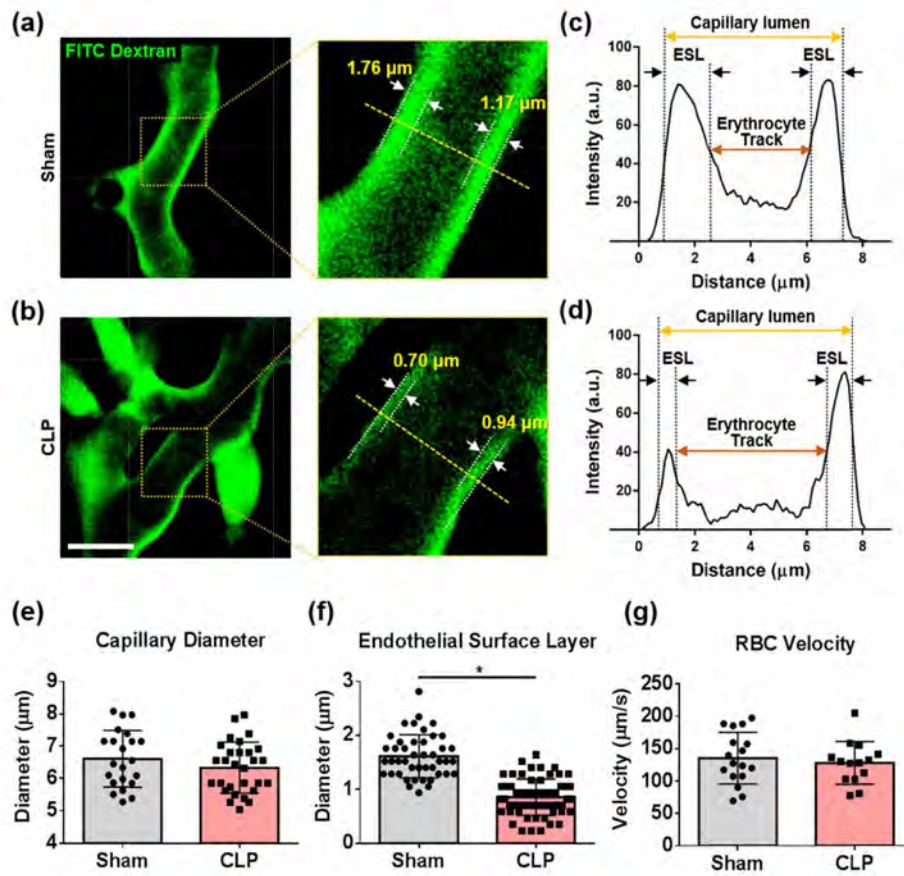 (a)
FITC Dextran
Sham
1.76 µm
1.17 µm
(c)
Capillary lumen
ESL
ESL
Erythrocyte
Track
Intensity (a.u.)
100
80
60
40
20
0
2
4
6
8
Distance (µm)
(b)
CLP
0.70 µm
0.94 µm
(d)
Capillary lumen
ESL
ESL
Erythrocyte
Track
Intensity (a.u.)
100
80
60
40
20
0
2
4
6
8
Distance (µm)
(e)
Capillary Diameter
Diameter (µm)
9
8
7
6
5
4
Sham
CLP
(f)
Endothelial Surface Layer
*
Diameter (µm)
3
2
1
0
Sham
CLP
(g)
RBC Velocity
Velocity (µm/s)
250
200
150
100
50
0
Sham
CLP